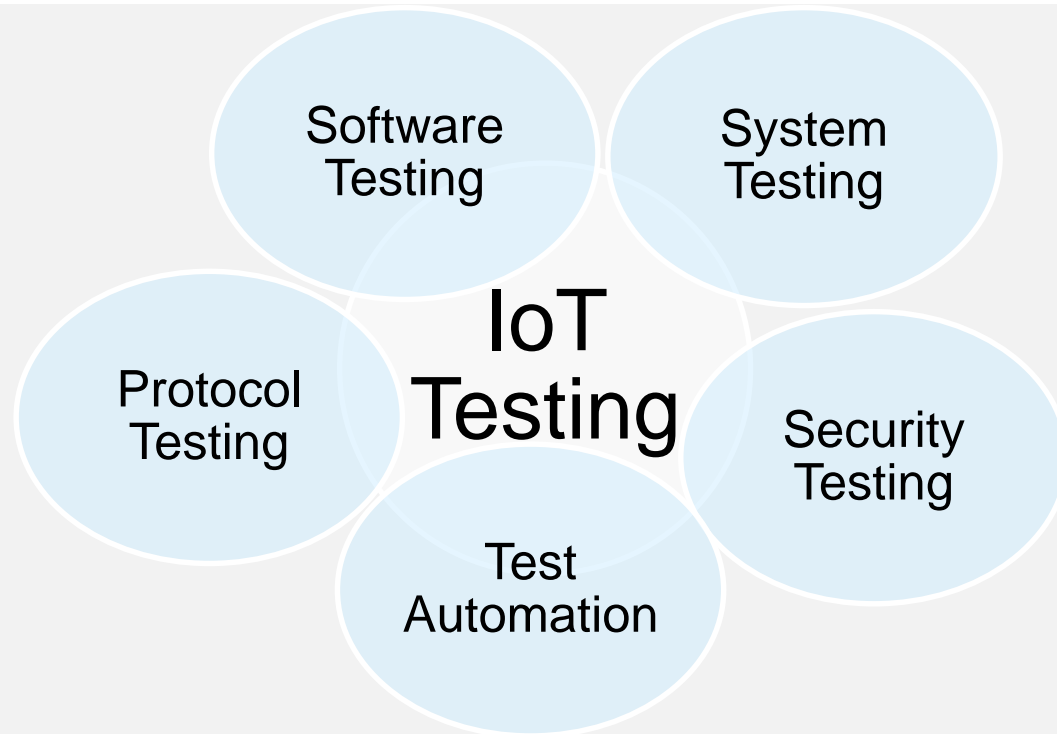 Software
Testing
System
Testing
IoT
Testing
Protocol
Testing
Security
Testing
Test
Automation